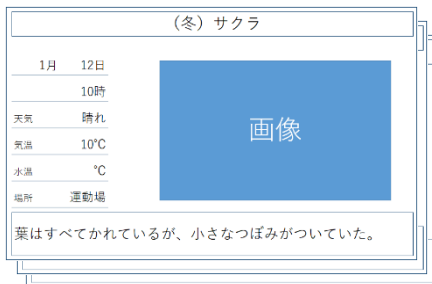 （冬）サクラ
1月 12日
10時
天気 晴れ
気温 10℃
水温 ℃
場所 運動場
画像
葉はすべてかれているが、小さなつぼみがついていた。